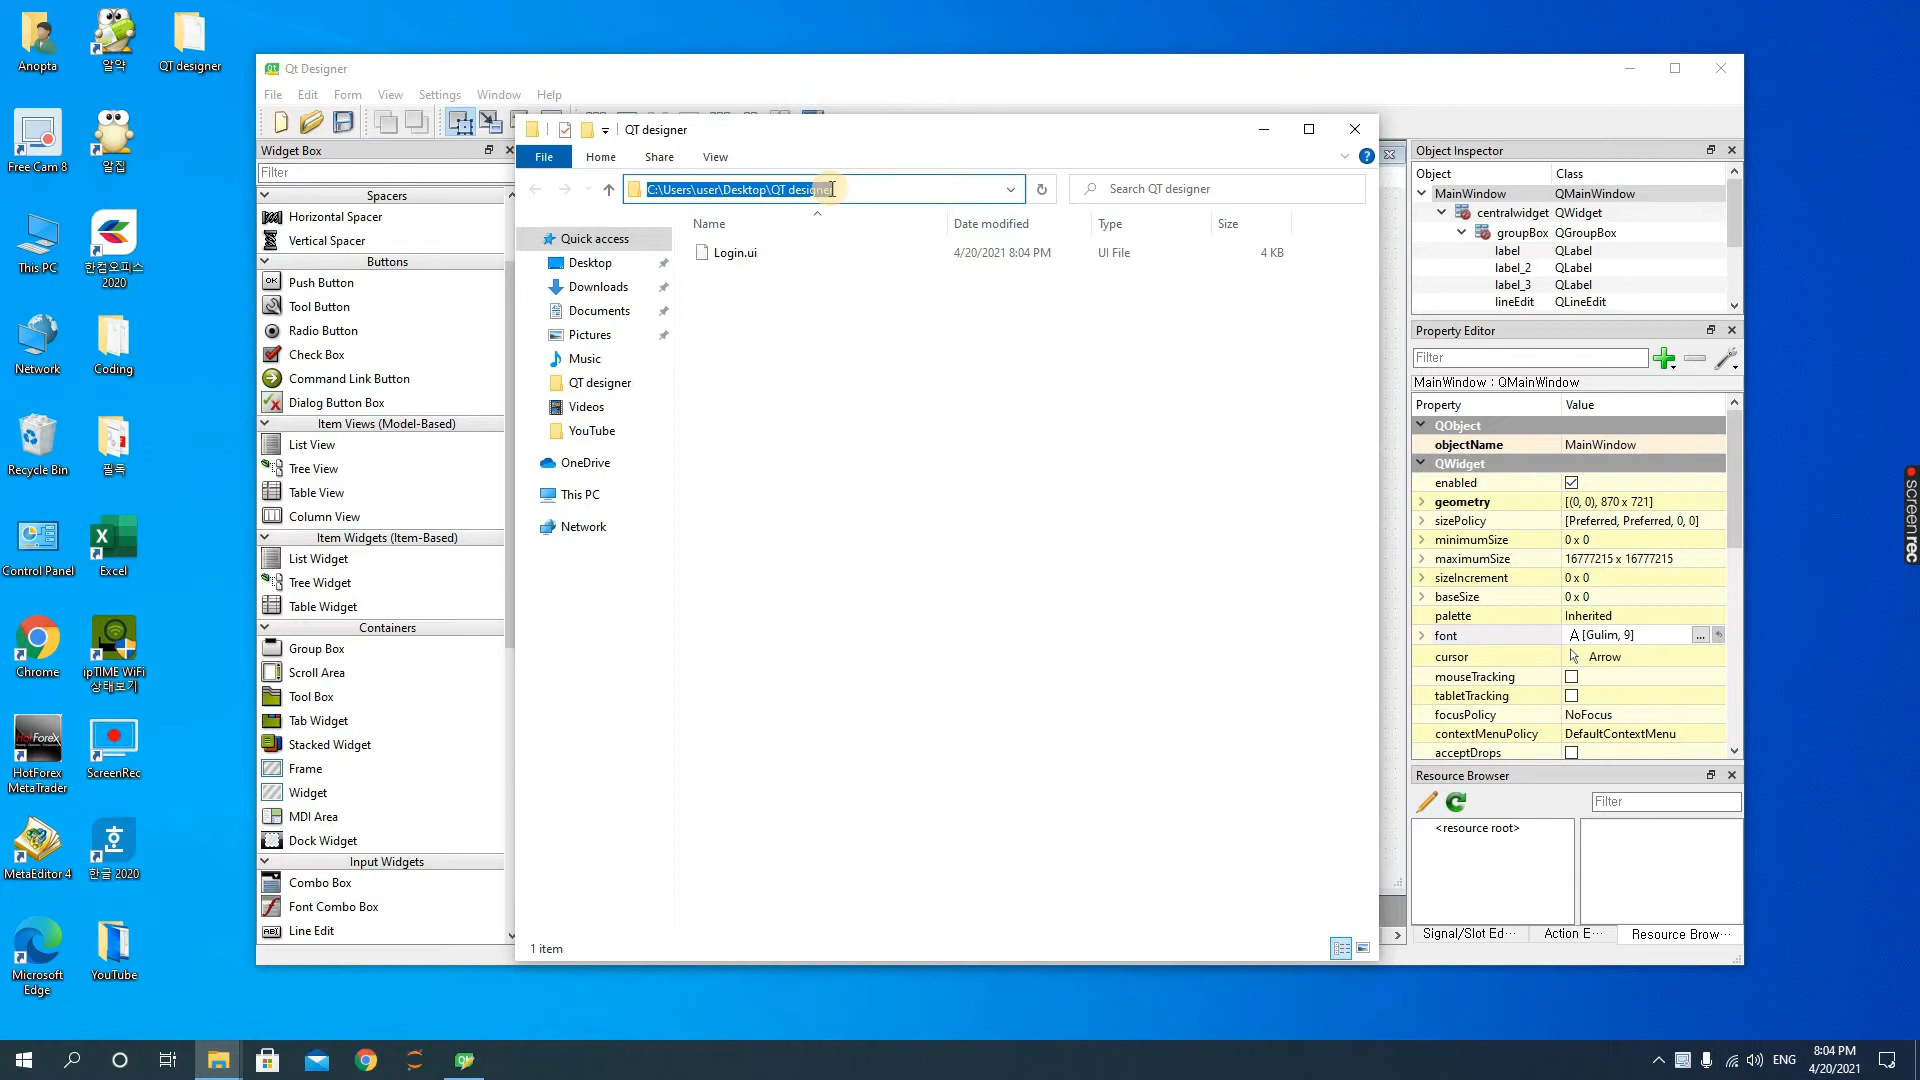 Anopta
알약
QT designer
Free Cam 8
알집
This PC
한컴오피스
2020
Network
Coding
Recycle Bin
필독
Control Panel
Excel
Chrome
ipTIME WiFi
상태보기
HotForex
MetaTrader
ScreenRec
MetaEditor 4
한글 2020
Microsoft
Edge
YouTube
Qt Designer
File Edit Form View Settings Window Help
Widget Box
Filter
Spacers
Horizontal Spacer
Vertical Spacer
Buttons
Push Button
Tool Button
Radio Button
Check Box
Command Link Button
Dialog Button Box
Item Views (Model-Based)
List View
Tree View
Table View
Column View
Item Widgets (Item-Based)
List Widget
Tree Widget
Table Widget
Containers
Group Box
Scroll Area
Tool Box
Tab Widget
Stacked Widget
Frame
Widget
MDI Area
Dock Widget
Input Widgets
Combo Box
Font Combo Box
Line Edit
QT designer
File Home Share View
C:\Users\user\Desktop\QT designer
Search QT designer
Name Date modified Type Size
Login.ui 4/20/2021 8:04 PM UI File 4 KB
Quick access
Desktop
Downloads
Documents
Pictures
Music
QT designer
Videos
YouTube
OneDrive
This PC
Network
1 item
Object Inspector
Object Class
MainWindow QMainWindow
centralwidget QWidget
groupBox QGroupBox
label QLabel
label_2 QLabel
label_3 QLabel
lineEdit QLineEdit
Property Editor
Filter
MainWindow : QMainWindow
Property Value
QObject
objectName MainWindow
QWidget
enabled
geometry [(0, 0), 870 x 721]
sizePolicy [Preferred, Preferred, 0, 0]
minimumSize 0 x 0
maximumSize 16777215 x 16777215
sizeIncrement 0 x 0
baseSize 0 x 0
palette Inherited
font A [Gulim, 9] ...
cursor Arrow
mouseTracking
tabletTracking
focusPolicy NoFocus
contextMenuPolicy DefaultContextMenu
acceptDrops
Resource Browser
Filter
<resource root>
Signal/Slot Ed··· Action E··· Resource Brow···
screenrec
ENG
8:04 PM
4/20/2021